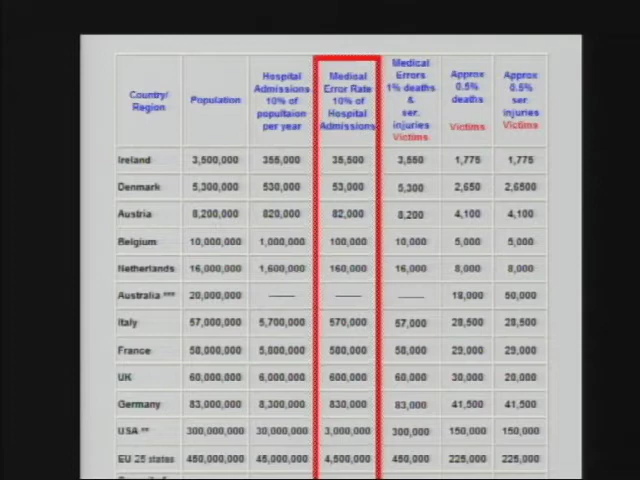 Country/ Region | Population | Hospital Admissions 10% of popultaion per year | Medical Error Rate 10% of Hospital Admissions | Medical Errors 1% deaths & ser. injuries Victims | Approx 0.5% deaths Victims | Approx 0.5% ser. injuries Victims
Ireland 3,500,000 355,000 35,500 3,550 1,775 1,775
Denmark 5,300,000 530,000 53,000 5,300 2,650 2,6500
Austria 8,200,000 820,000 82,000 8,200 4,100 4,100
Belgium 10,000,000 1,000,000 100,000 10,000 5,000 5,000
Netherlands 16,000,000 1,600,000 160,000 16,000 8,000 8,000
Australia *** 20,000,000 —— —— —— 18,000 50,000
Italy 57,000,000 5,700,000 570,000 57,000 28,500 28,500
France 58,000,000 5,800,000 580,000 58,000 29,000 29,000
UK 60,000,000 6,000,000 600,000 60,000 30,000 20,000
Germany 83,000,000 8,300,000 830,000 83,000 41,500 41,500
USA ** 300,000,000 30,000,000 3,000,000 300,000 150,000 150,000
EU 25 states 450,000,000 45,000,000 4,500,000 450,000 225,000 225,000